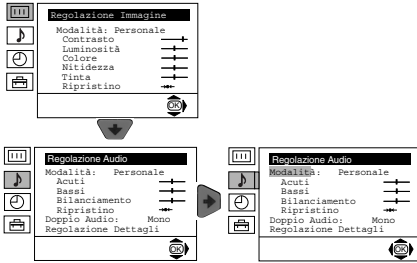 Regolazione Immagine
Modalità: Personale
Contrasto
Luminosità
Colore
Nitidezza
Tinta
Ripristino
OK
Regolazione Audio
Modalità: Personale
Acuti
Bassi
Bilanciamento
Ripristino
Doppio Audio: Mono
Regolazione Dettagli
OK
Regolazione Audio
Modalità: Personale
Acuti
Bassi
Bilanciamento
Ripristino
Doppio Audio: Mono
Regolazione Dettagli
OK